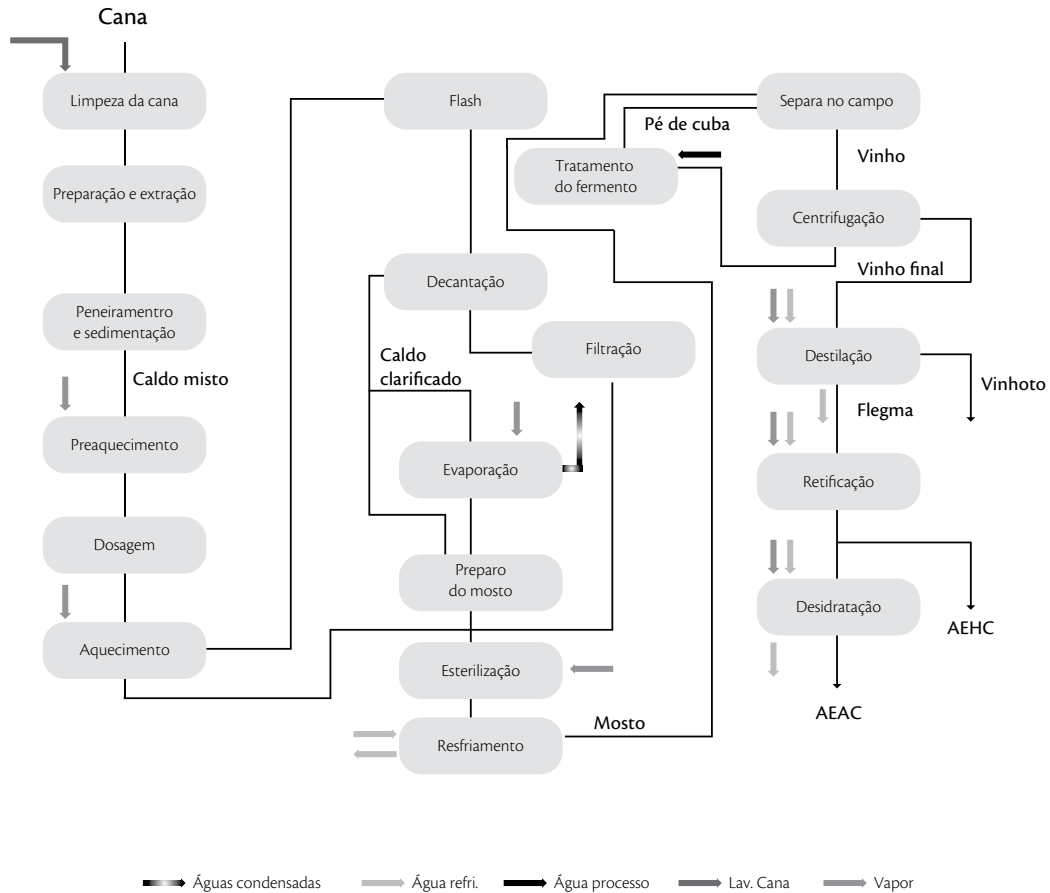 Cana
Limpeza da cana
Preparação e extração
Peneiramentro
e sedimentação
Caldo misto
Preaquecimento
Dosagem
Aquecimento
Flash
Decantação
Filtração
Caldo
clarificado
Evaporação
Preparo
do mosto
Esterilização
Resfriamento
Mosto
Separa no campo
Pé de cuba
Tratamento
do fermento
Vinho
Centrifugação
Vinho final
Destilação
Vinhoto
Flegma
Retificação
Desidratação
AEHC
AEAC
Águas condensadas
Água refri.
Água processo
Lav. Cana
Vapor